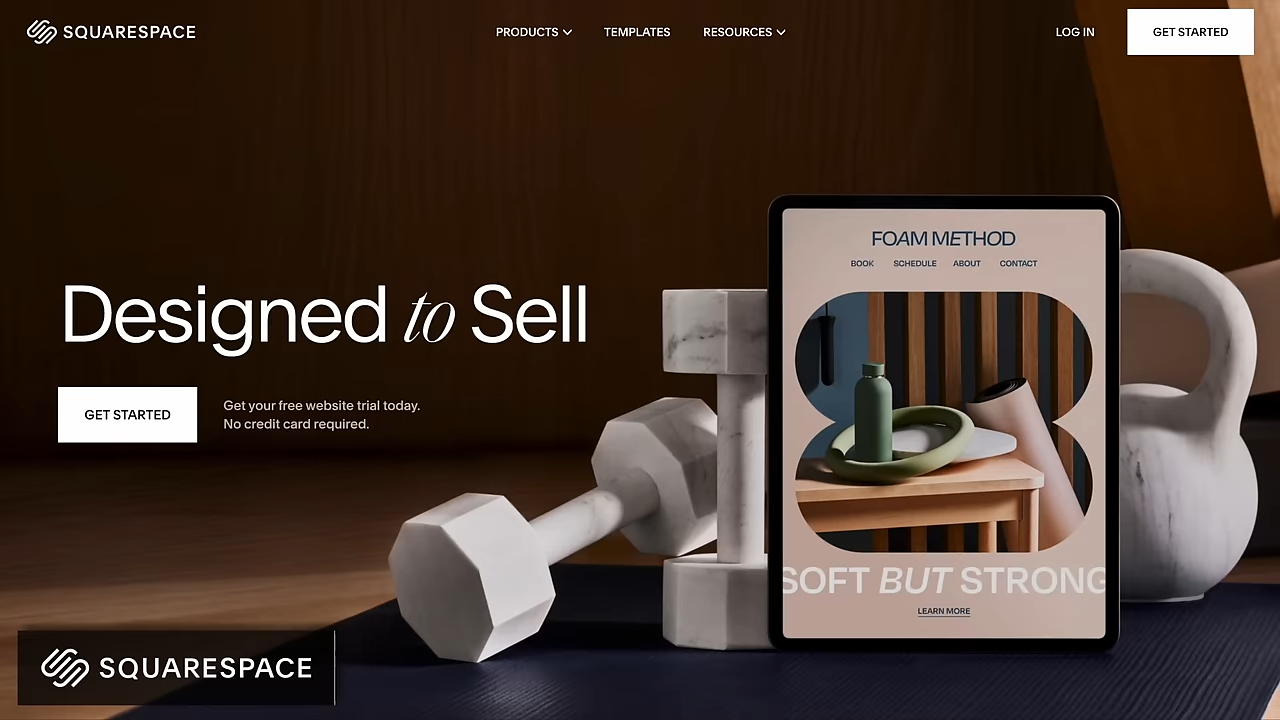 SQUARESPACE
PRODUCTS
TEMPLATES
RESOURCES
LOG IN
GET STARTED
Designed to Sell
GET STARTED
Get your free website trial today.
No credit card required.
FOAM METHOD
BOOK SCHEDULE ABOUT CONTACT
SOFT BUT STRONG
LEARN MORE
SQUARESPACE